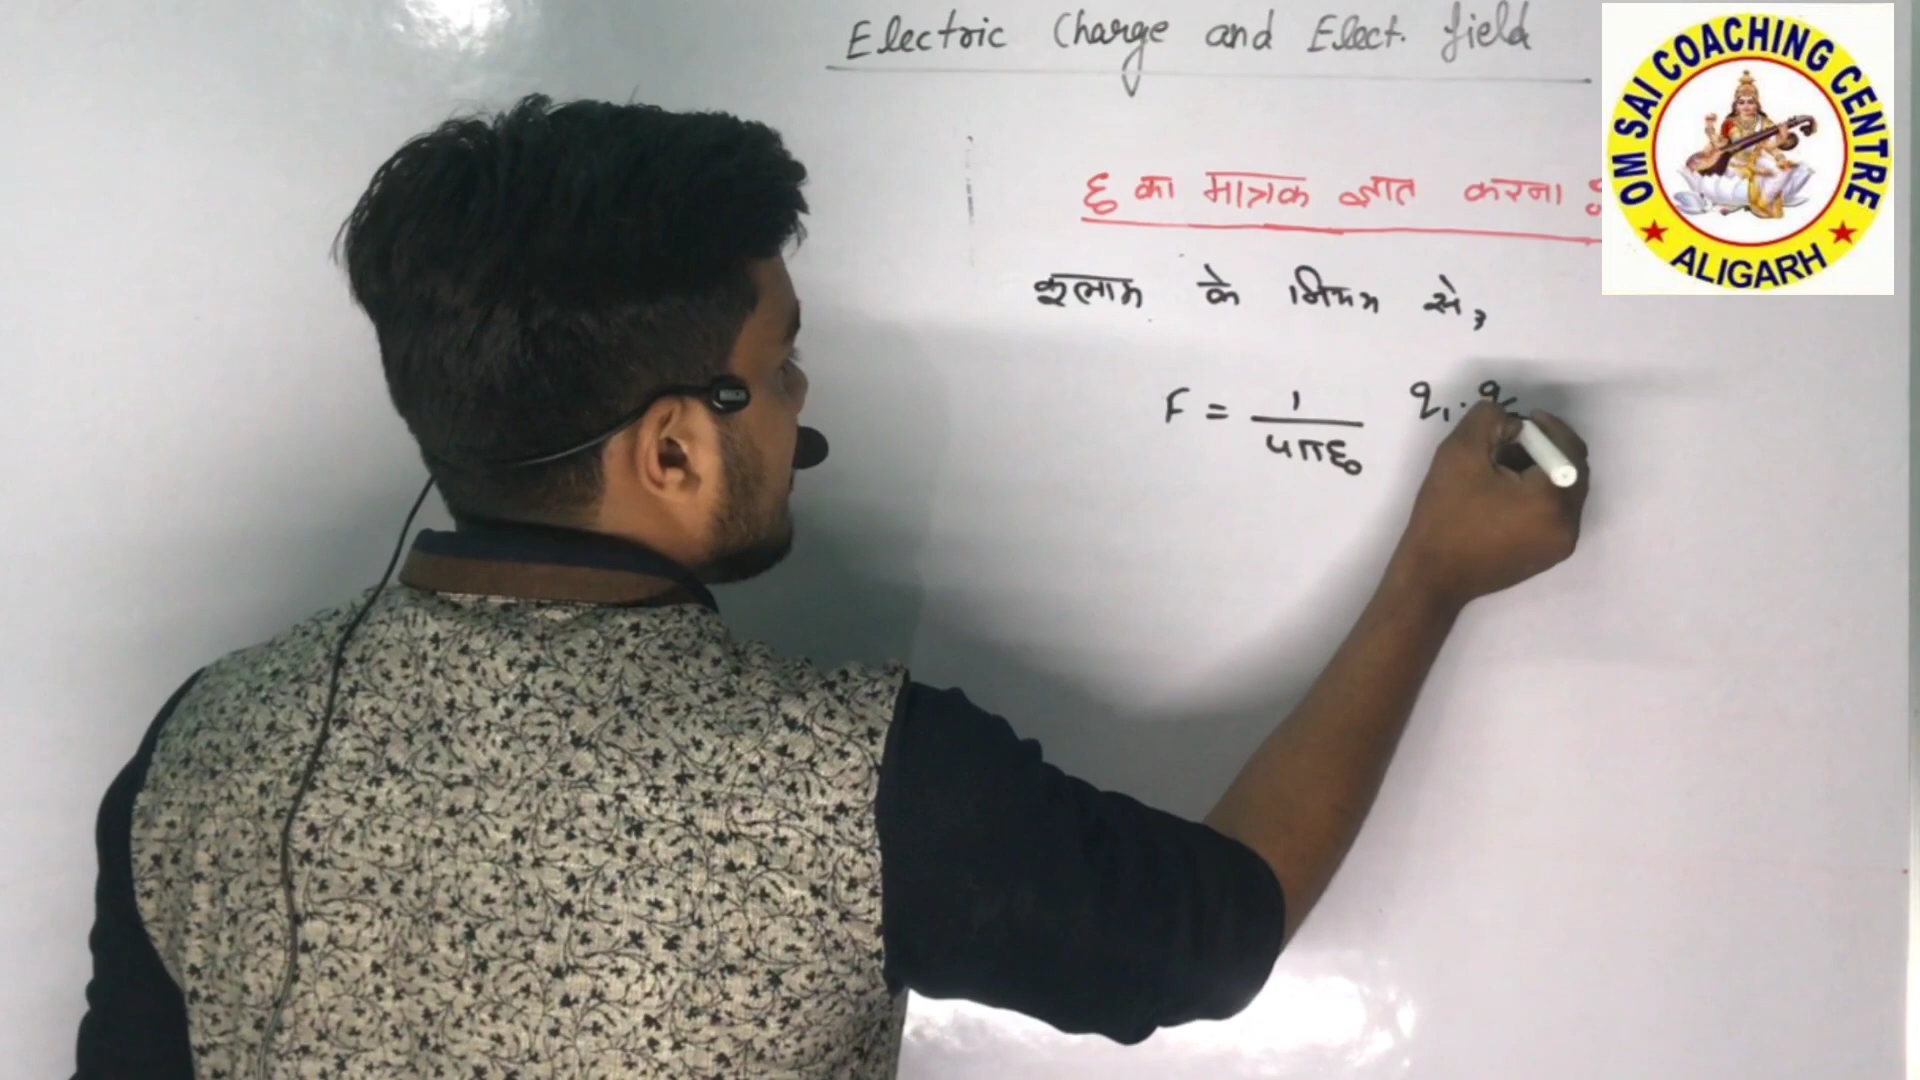 Electric Charge and Elect. field
ε₀ का मात्रक ज्ञात करना :
कूलाम के नियम से,
F = 1/4πε₀ q₁.q
OM SAI COACHING CENTRE
★ ALIGARH ★